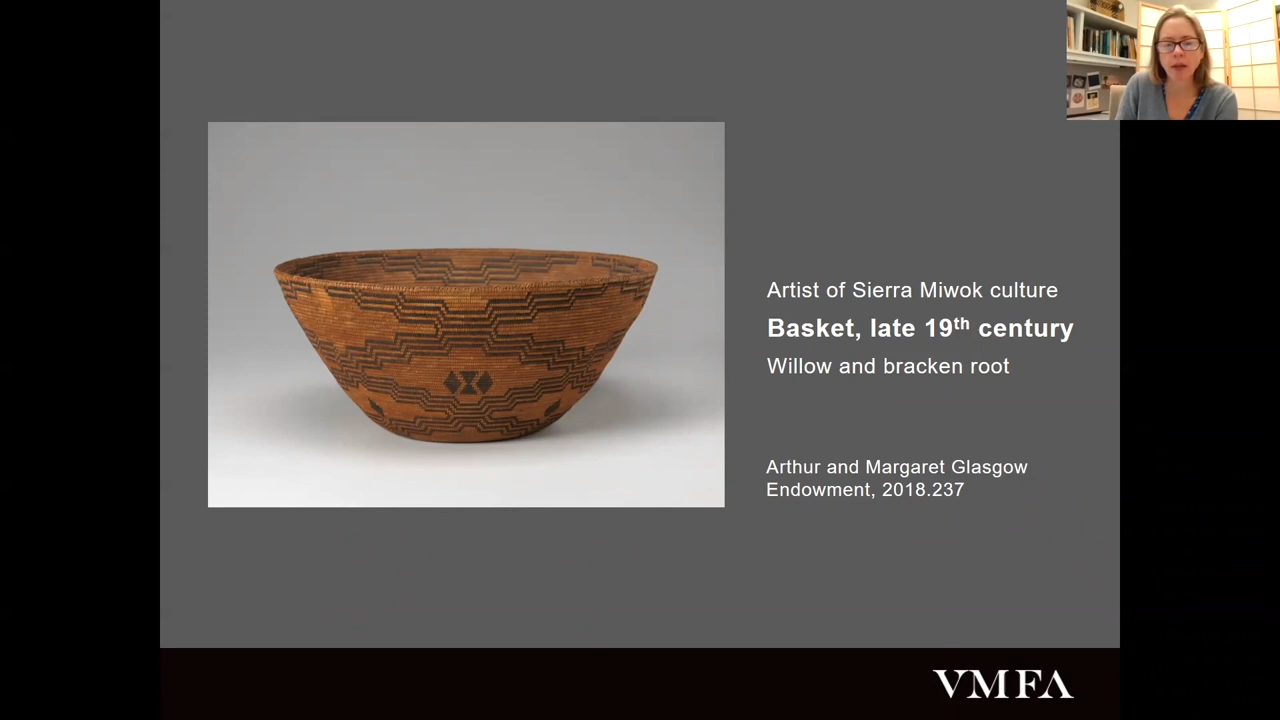 Artist of Sierra Miwok culture
Basket, late 19th century
Willow and bracken root
Arthur and Margaret Glasgow
Endowment, 2018.237
VMFA